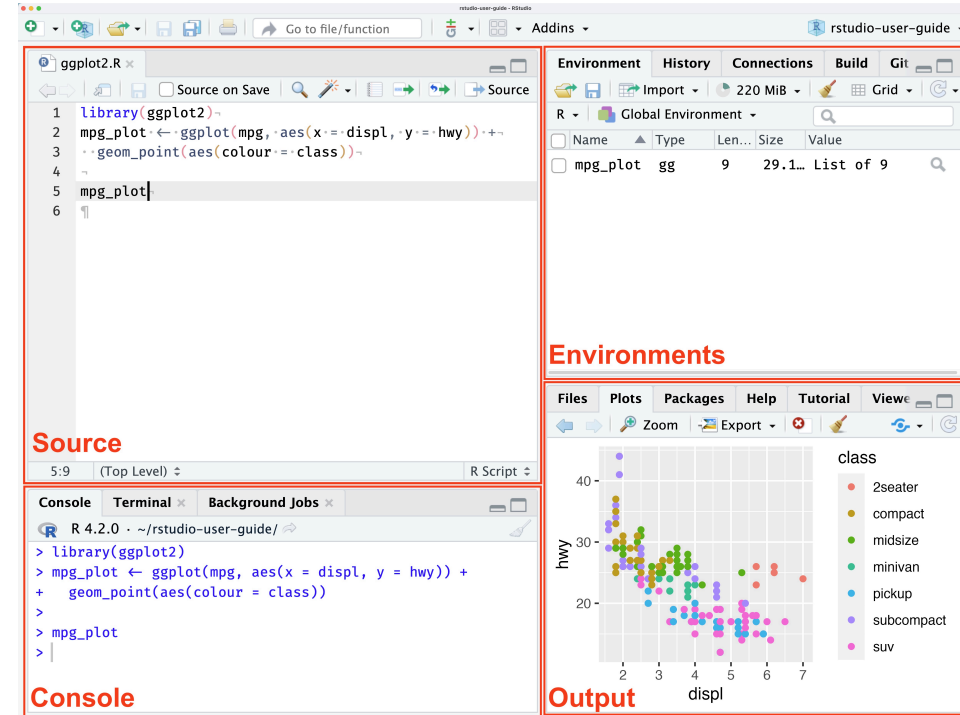 rstudio-user-guide - RStudio
Go to file/function
Addins
rstudio-user-guide
ggplot2.R
Source on Save
Source
1 library(ggplot2)
2 mpg_plot <- ggplot(mpg, aes(x = displ, y = hwy)) +
3   geom_point(aes(colour = class))
4
5 mpg_plot
6 ¶
Source
5:9 (Top Level) R Script
Console Terminal Background Jobs
R 4.2.0 · ~/rstudio-user-guide/
> library(ggplot2)
> mpg_plot <- ggplot(mpg, aes(x = displ, y = hwy)) +
+   geom_point(aes(colour = class))
>
> mpg_plot
>
Console
Environment History Connections Build Git
Import 220 MiB Grid
R Global Environment
Name Type Len... Size Value
mpg_plot gg 9 29.1… List of 9
Environments
Files Plots Packages Help Tutorial Viewe
Zoom Export
class
2seater
compact
midsize
minivan
pickup
subcompact
suv
hwy
40
30
20
2 3 4 5 6 7
displ
Output